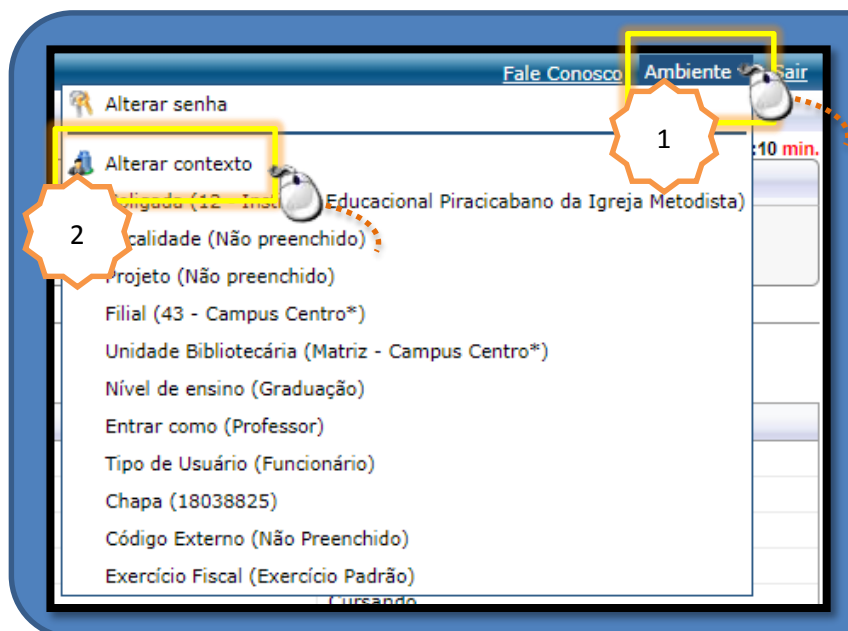 Fale Conosco Ambiente Sair
Alterar senha
1
:10 min.
Alterar contexto
(12 - Educacional Piracicabano da Igreja Metodista)
2
(Não preenchido)
Projeto (Não preenchido)
Filial (43 - Campus Centro*)
Unidade Bibliotecária (Matriz - Campus Centro*)
Nível de ensino (Graduação)
Entrar como (Professor)
Tipo de Usuário (Funcionário)
Chapa (18038825)
Código Externo (Não Preenchido)
Exercício Fiscal (Exercício Padrão)
Cursando